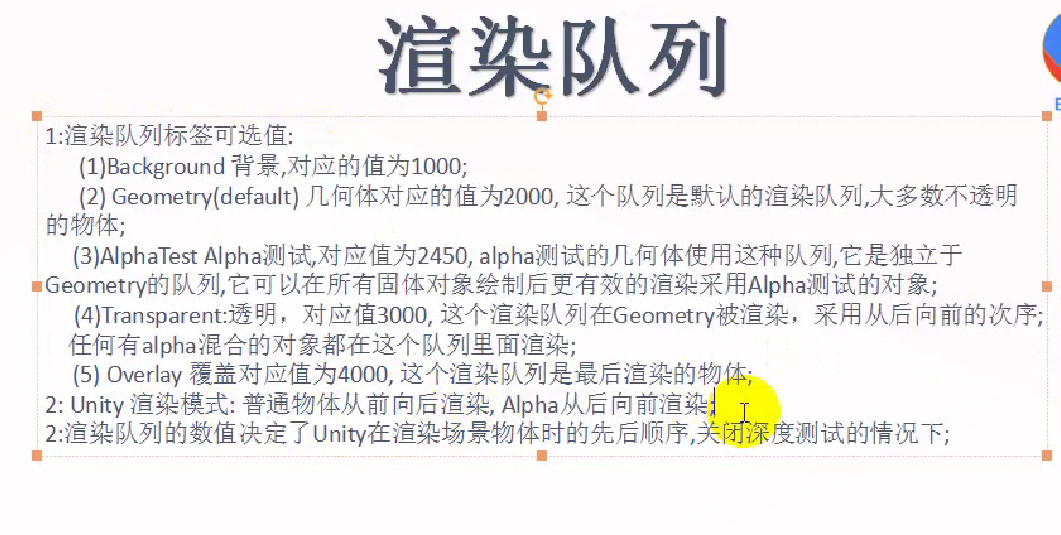 渲染队列
1:渲染队列标签可选值:
(1)Background 背景,对应的值为1000;
(2) Geometry(default) 几何体对应的值为2000, 这个队列是默认的渲染队列,大多数不透明
的物体;
(3)AlphaTest Alpha测试,对应值为2450, alpha测试的几何体使用这种队列,它是独立于
Geometry的队列,它可以在所有固体对象绘制后更有效的渲染采用Alpha测试的对象;
(4)Transparent:透明，对应值3000, 这个渲染队列在Geometry被渲染，采用从后向前的次序;
任何有alpha混合的对象都在这个队列里面渲染;
(5) Overlay 覆盖对应值为4000, 这个渲染队列是最后渲染的物体;
2: Unity 渲染模式: 普通物体从前向后渲染, Alpha从后向前渲染;
2:渲染队列的数值决定了Unity在渲染场景物体时的先后顺序,关闭深度测试的情况下;